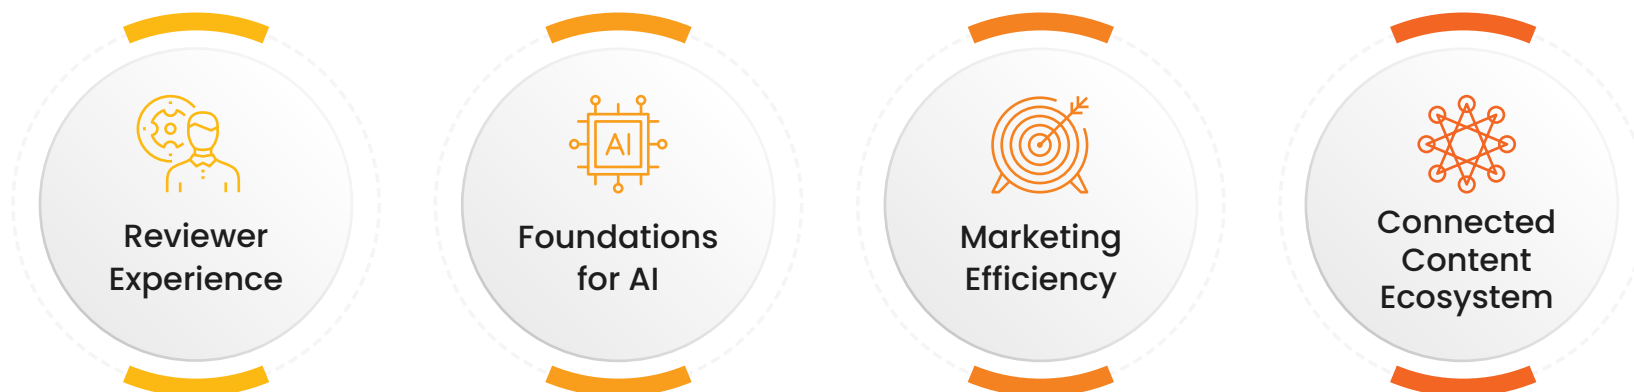 Reviewer
Experience
AI
Foundations
for AI
Marketing
Efficiency
Connected
Content
Ecosystem